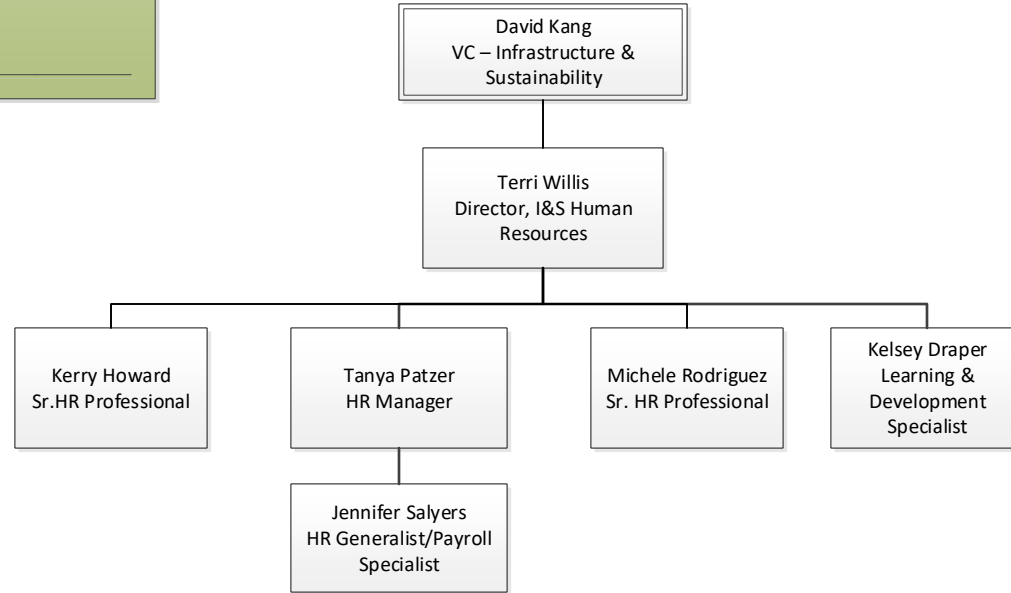 David Kang
VC – Infrastructure &
Sustainability
Terri Willis
Director, I&S Human
Resources
Kerry Howard
Sr.HR Professional
Tanya Patzer
HR Manager
Michele Rodriguez
Sr. HR Professional
Kelsey Draper
Learning &
Development
Specialist
Jennifer Salyers
HR Generalist/Payroll
Specialist